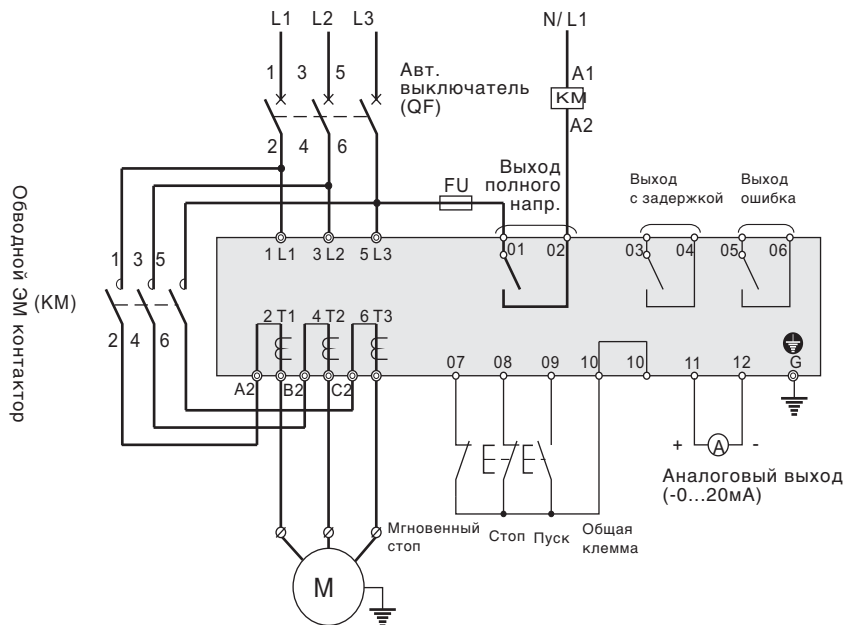 L1 L2 L3 N/ L1
1 3 5
Авт.
выключатель
(QF)
A1
KM
A2
2 4 6
Выход
полного
напр.
FU
Выход
с задержкой
Выход
ошибка
Обводной ЭМ контактор
(KM)
1 3 5
2 4 6
1 L1 3 L2 5 L3 01 02 03 04 05 06
2 T1 4 T2 6 T3
A2 B2 C2 07 08 09 10 10 11 12 G
+ A -
Аналоговый выход
(-0...20мА)
Мгновенный
стоп
Стоп Пуск
Общая
клемма
M